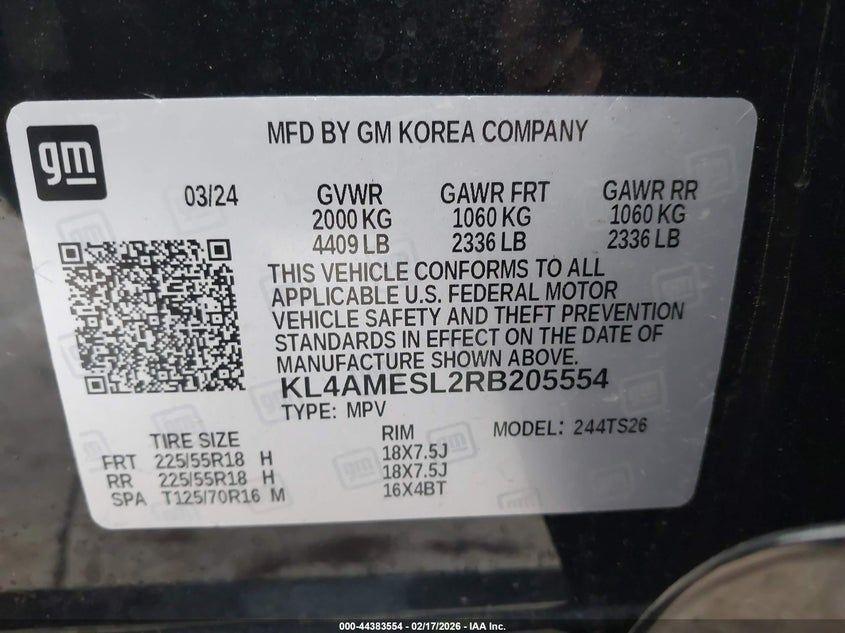 gm
MFD BY GM KOREA COMPANY
03/24 GVWR GAWR FRT GAWR RR
2000 KG 1060 KG 1060 KG
4409 LB 2336 LB 2336 LB
THIS VEHICLE CONFORMS TO ALL
APPLICABLE U.S. FEDERAL MOTOR
VEHICLE SAFETY AND THEFT PREVENTION
STANDARDS IN EFFECT ON THE DATE OF
MANUFACTURE SHOWN ABOVE.
KL4AMESL2RB205554
TYPE: MPV
MODEL: 244TS26
TIRE SIZE RIM
FRT 225/55R18 H 18X7.5J
RR 225/55R18 H 18X7.5J
SPA T125/70R16 M 16X4BT
000-44383554 | 02/17/2026 - IAA Inc.